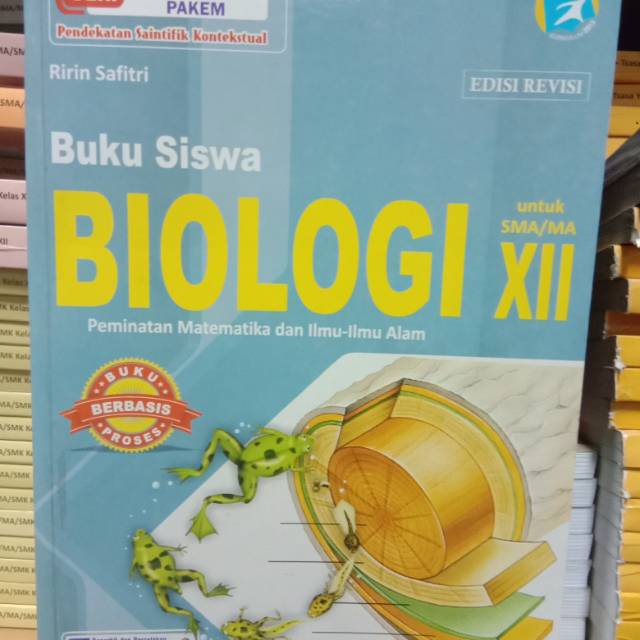 PAKEM
Pendekatan Saintifik Kontekstual
Ririn Safitri
EDISI REVISI
Buku Siswa
BIOLOGI
untuk
SMA/MA
XII
Peminatan Matematika dan Ilmu-Ilmu Alam
BUKU
BERBASIS
PROSES